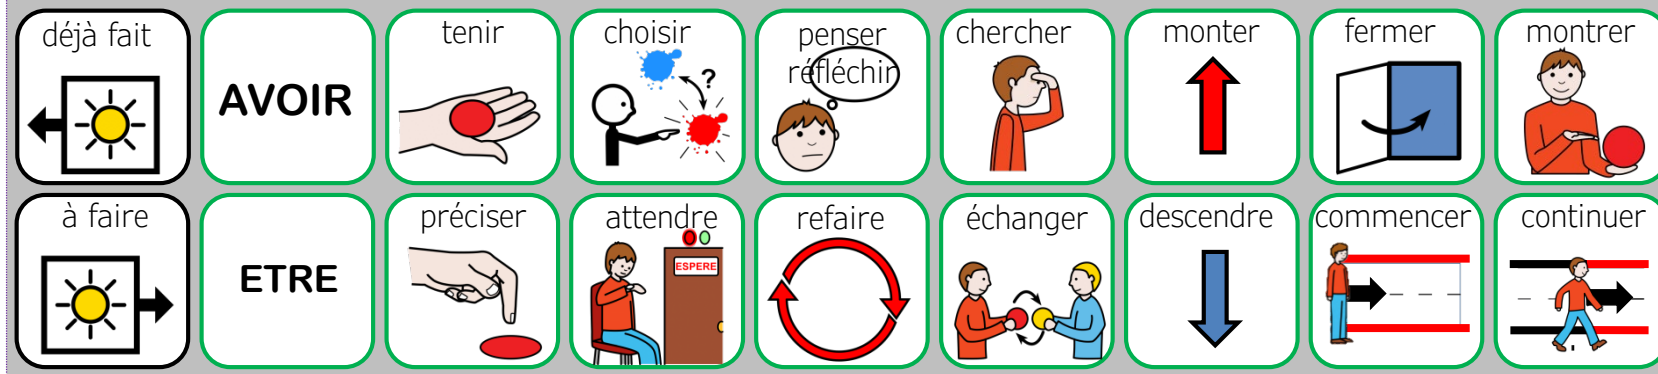 déjà fait
AVOIR
tenir
choisir
?
penser
réfléchir
chercher
monter
fermer
montrer
à faire
ETRE
préciser
attendre
ESPERE
refaire
échanger
descendre
commencer
continuer